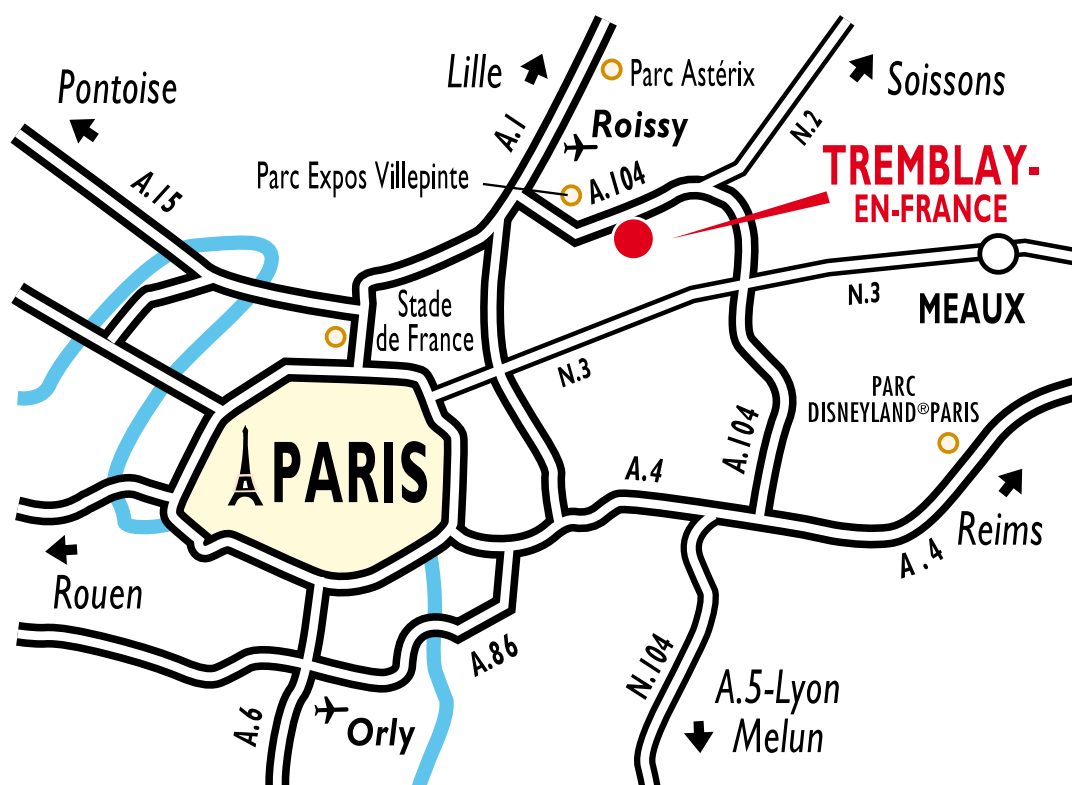 Lille
Parc Astérix
Soissons
Pontoise
A.1
Roissy
N.2
Parc Expos Villepinte
A.104
TREMBLAY-
EN-FRANCE
A.15
N.3
MEAUX
Stade
de France
N.3
PARC
DISNEYLAND®PARIS
A.104
PARIS
A.4
Reims
A.4
Rouen
A.86
N.104
A.5-Lyon
Melun
A.6
Orly